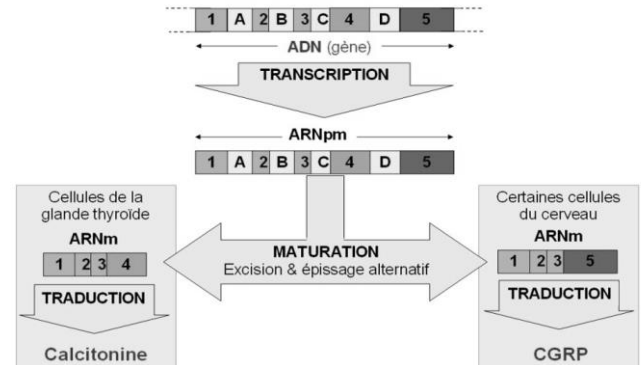 1 A 2 B 3 C 4 D 5
ADN (gène)
TRANSCRIPTION
ARNpm
1 A 2 B 3 C 4 D 5
Cellules de la
glande thyroïde
ARNm
1 2 3 4
TRADUCTION
Calcitonine
MATURATION
Excision & épissage alternatif
Certaines cellules
du cerveau
ARNm
1 2 3 5
TRADUCTION
CGRP